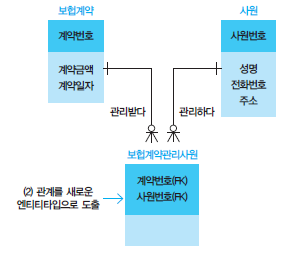 보험계약
계약번호
계약금액
계약일자
사원
사원번호
성명
전화번호
주소
관리받다
관리하다
보험계약관리사원
계약번호(FK)
사원번호(FK)
(2) 관계를 새로운
엔티티타입으로 도출